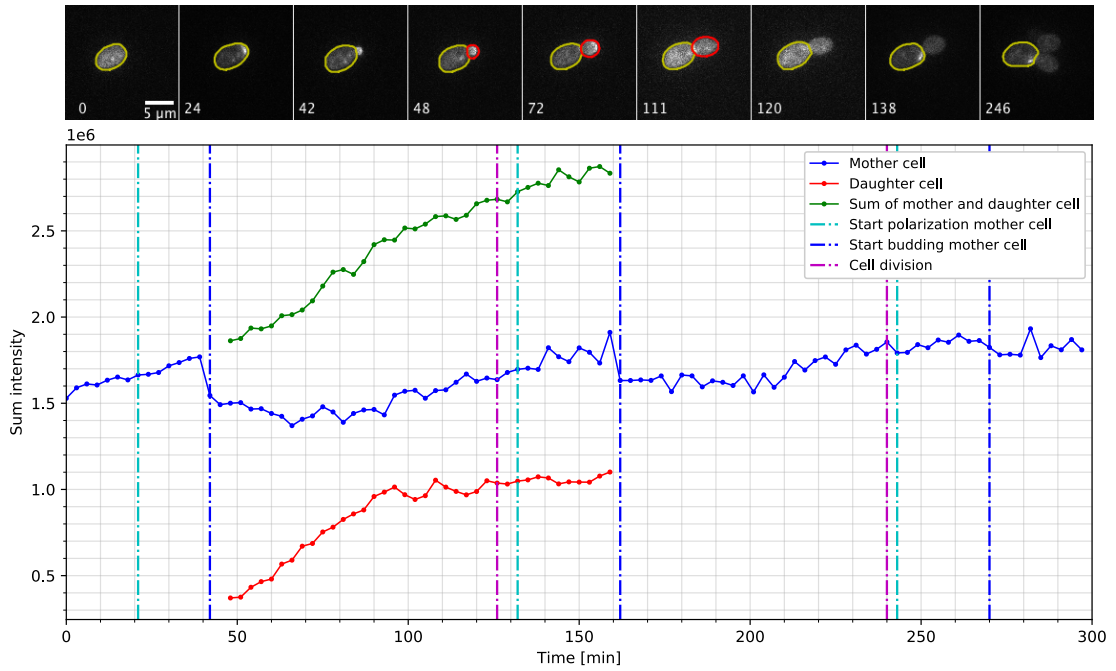 0 5 μm 24 42 48 72 111 120 138 246
1e6
Mother cell
Daughter cell
Sum of mother and daughter cell
Start polarization mother cell
Start budding mother cell
Cell division
2.5
2.0
1.5
1.0
0.5
Sum intensity
0 50 100 150 200 250 300
Time [min]